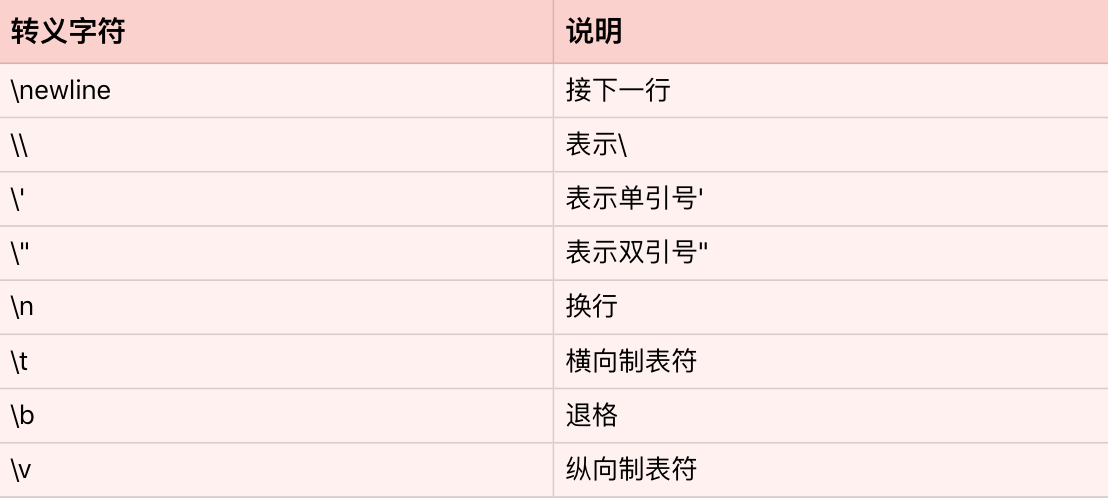 转义字符 说明
\newline 接下一行
\\ 表示\
\' 表示单引号'
\" 表示双引号"
\n 换行
\t 横向制表符
\b 退格
\v 纵向制表符